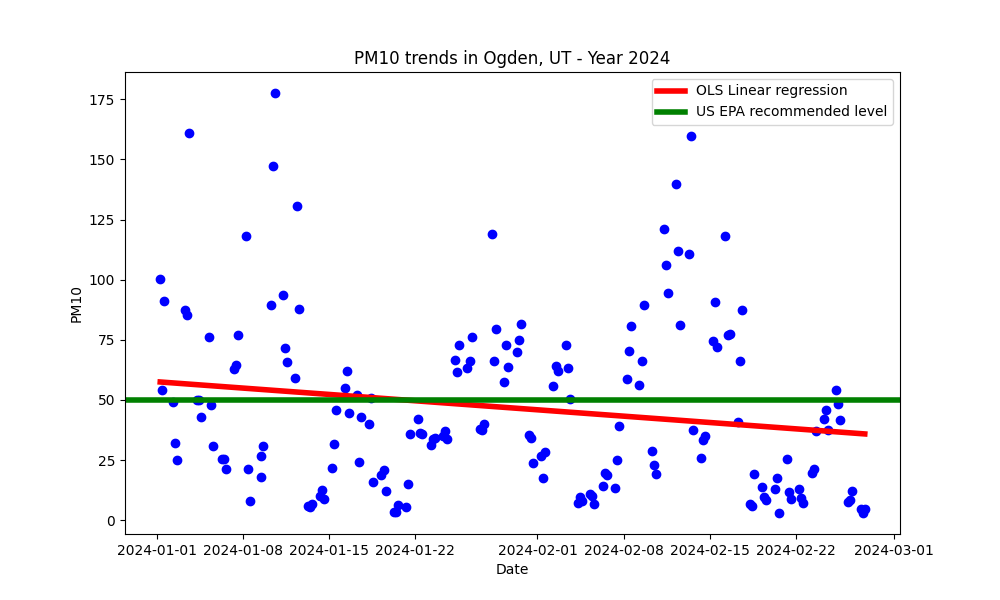 PM10 trends in Ogden, UT - Year 2024
OLS Linear regression
US EPA recommended level
175
150
125
100
75
50
25
0
PM10
2024-01-01 2024-01-08 2024-01-15 2024-01-22 2024-02-01 2024-02-08 2024-02-15 2024-02-22 2024-03-01
Date